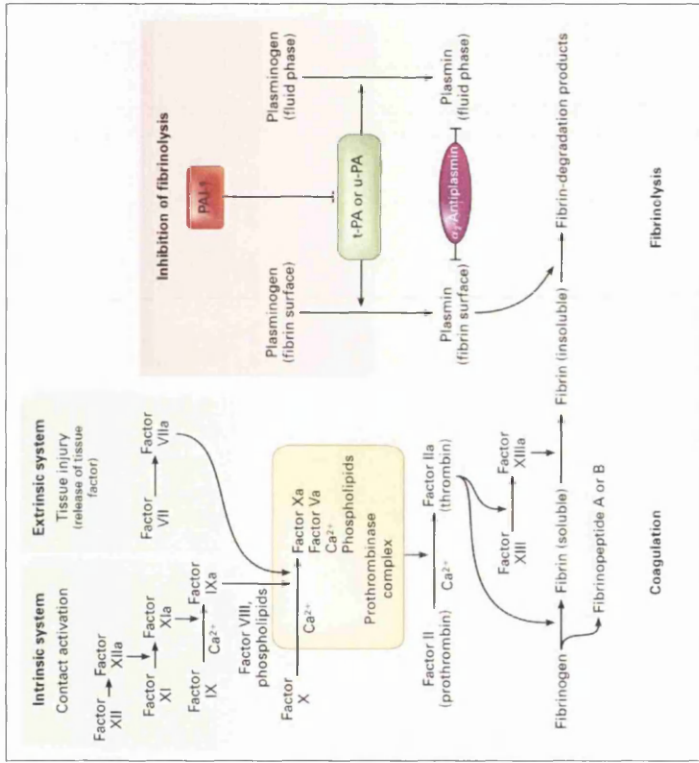 Intrinsic system
Contact activation
Factor
XII
Factor
XIIa
Factor
XI
Factor
XIa
Factor
IX
Ca2+
Factor
IXa
Extrinsic system
Tissue injury
(release of tissue
factor)
Factor
VII
Factor
VIIa
Factor VIII,
phospholipids
Factor
X
Ca2+
Factor Xa
Factor Va
Ca2+
Phospholipids
Prothrombinase
complex
Factor II
(prothrombin)
Ca2+
Factor IIa
(thrombin)
Factor
XIII
Factor
XIIIa
Fibrinogen
Fibrin (soluble)
Fibrin (insoluble)
Fibrin-degradation products
Fibrinopeptide A or B
Coagulation
Inhibition of fibrinolysis
PAI-1
Plasminogen
(fibrin surface)
Plasminogen
(fluid phase)
t-PA or u-PA
Plasmin
(fibrin surface)
α2-Antiplasmin
Plasmin
(fluid phase)
Fibrinolysis